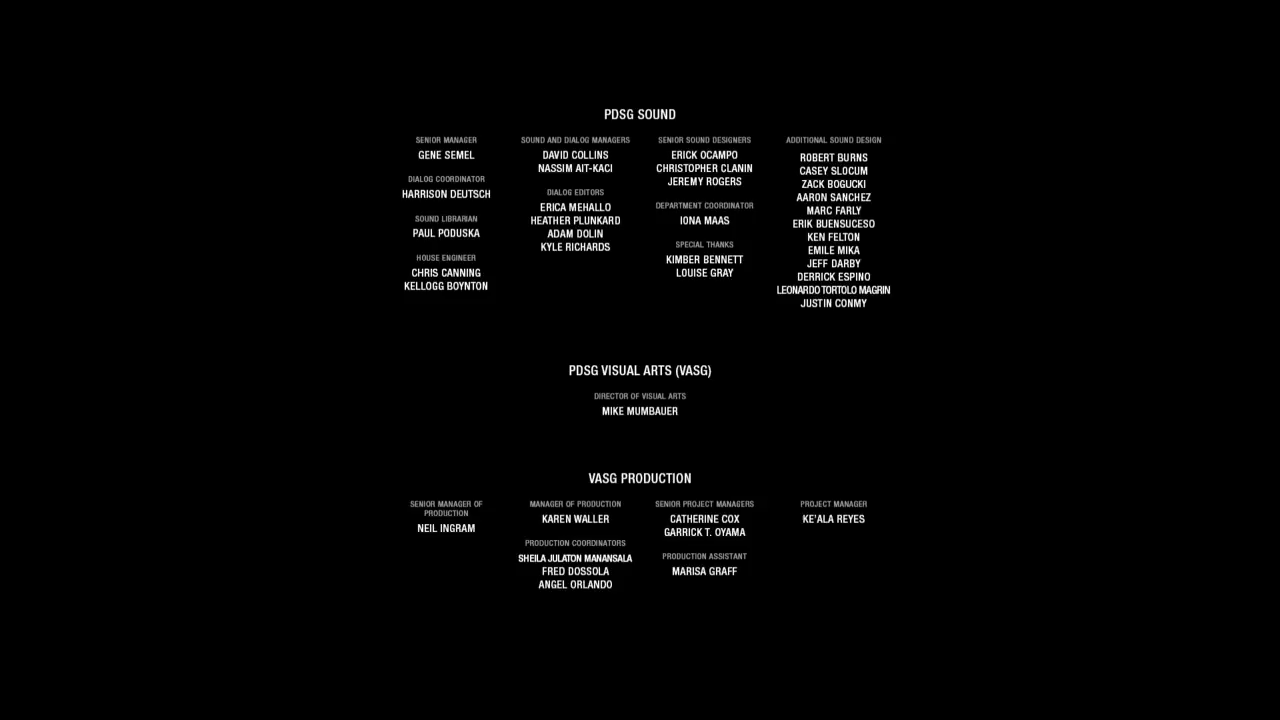 PDSG SOUND
SENIOR MANAGER
GENE SEMEL
DIALOG COORDINATOR
HARRISON DEUTSCH
SOUND LIBRARIAN
PAUL PODUSKA
HOUSE ENGINEER
CHRIS CANNING
KELLOGG BOYNTON
SOUND AND DIALOG MANAGERS
DAVID COLLINS
NASSIM AIT-KACI
DIALOG EDITORS
ERICA MEHALLO
HEATHER PLUNKARD
ADAM DOLIN
KYLE RICHARDS
SENIOR SOUND DESIGNERS
ERICK OCAMPO
CHRISTOPHER CLANIN
JEREMY ROGERS
DEPARTMENT COORDINATOR
IONA MAAS
SPECIAL THANKS
KIMBER BENNETT
LOUISE GRAY
ADDITIONAL SOUND DESIGN
ROBERT BURNS
CASEY SLOCUM
ZACK BOGUCKI
AARON SANCHEZ
MARC FARLY
ERIK BUENSUCESO
KEN FELTON
EMILE MIKA
JEFF DARBY
DERRICK ESPINO
LEONARDO TORTOLO MAGRIN
JUSTIN CONMY
PDSG VISUAL ARTS (VASG)
DIRECTOR OF VISUAL ARTS
MIKE MUMBAUER
VASG PRODUCTION
SENIOR MANAGER OF
PRODUCTION
NEIL INGRAM
MANAGER OF PRODUCTION
KAREN WALLER
PRODUCTION COORDINATORS
SHEILA JULATON MANANSALA
FRED DOSSOLA
ANGEL ORLANDO
SENIOR PROJECT MANAGERS
CATHERINE COX
GARRICK T. OYAMA
PRODUCTION ASSISTANT
MARISA GRAFF
PROJECT MANAGER
KE'ALA REYES